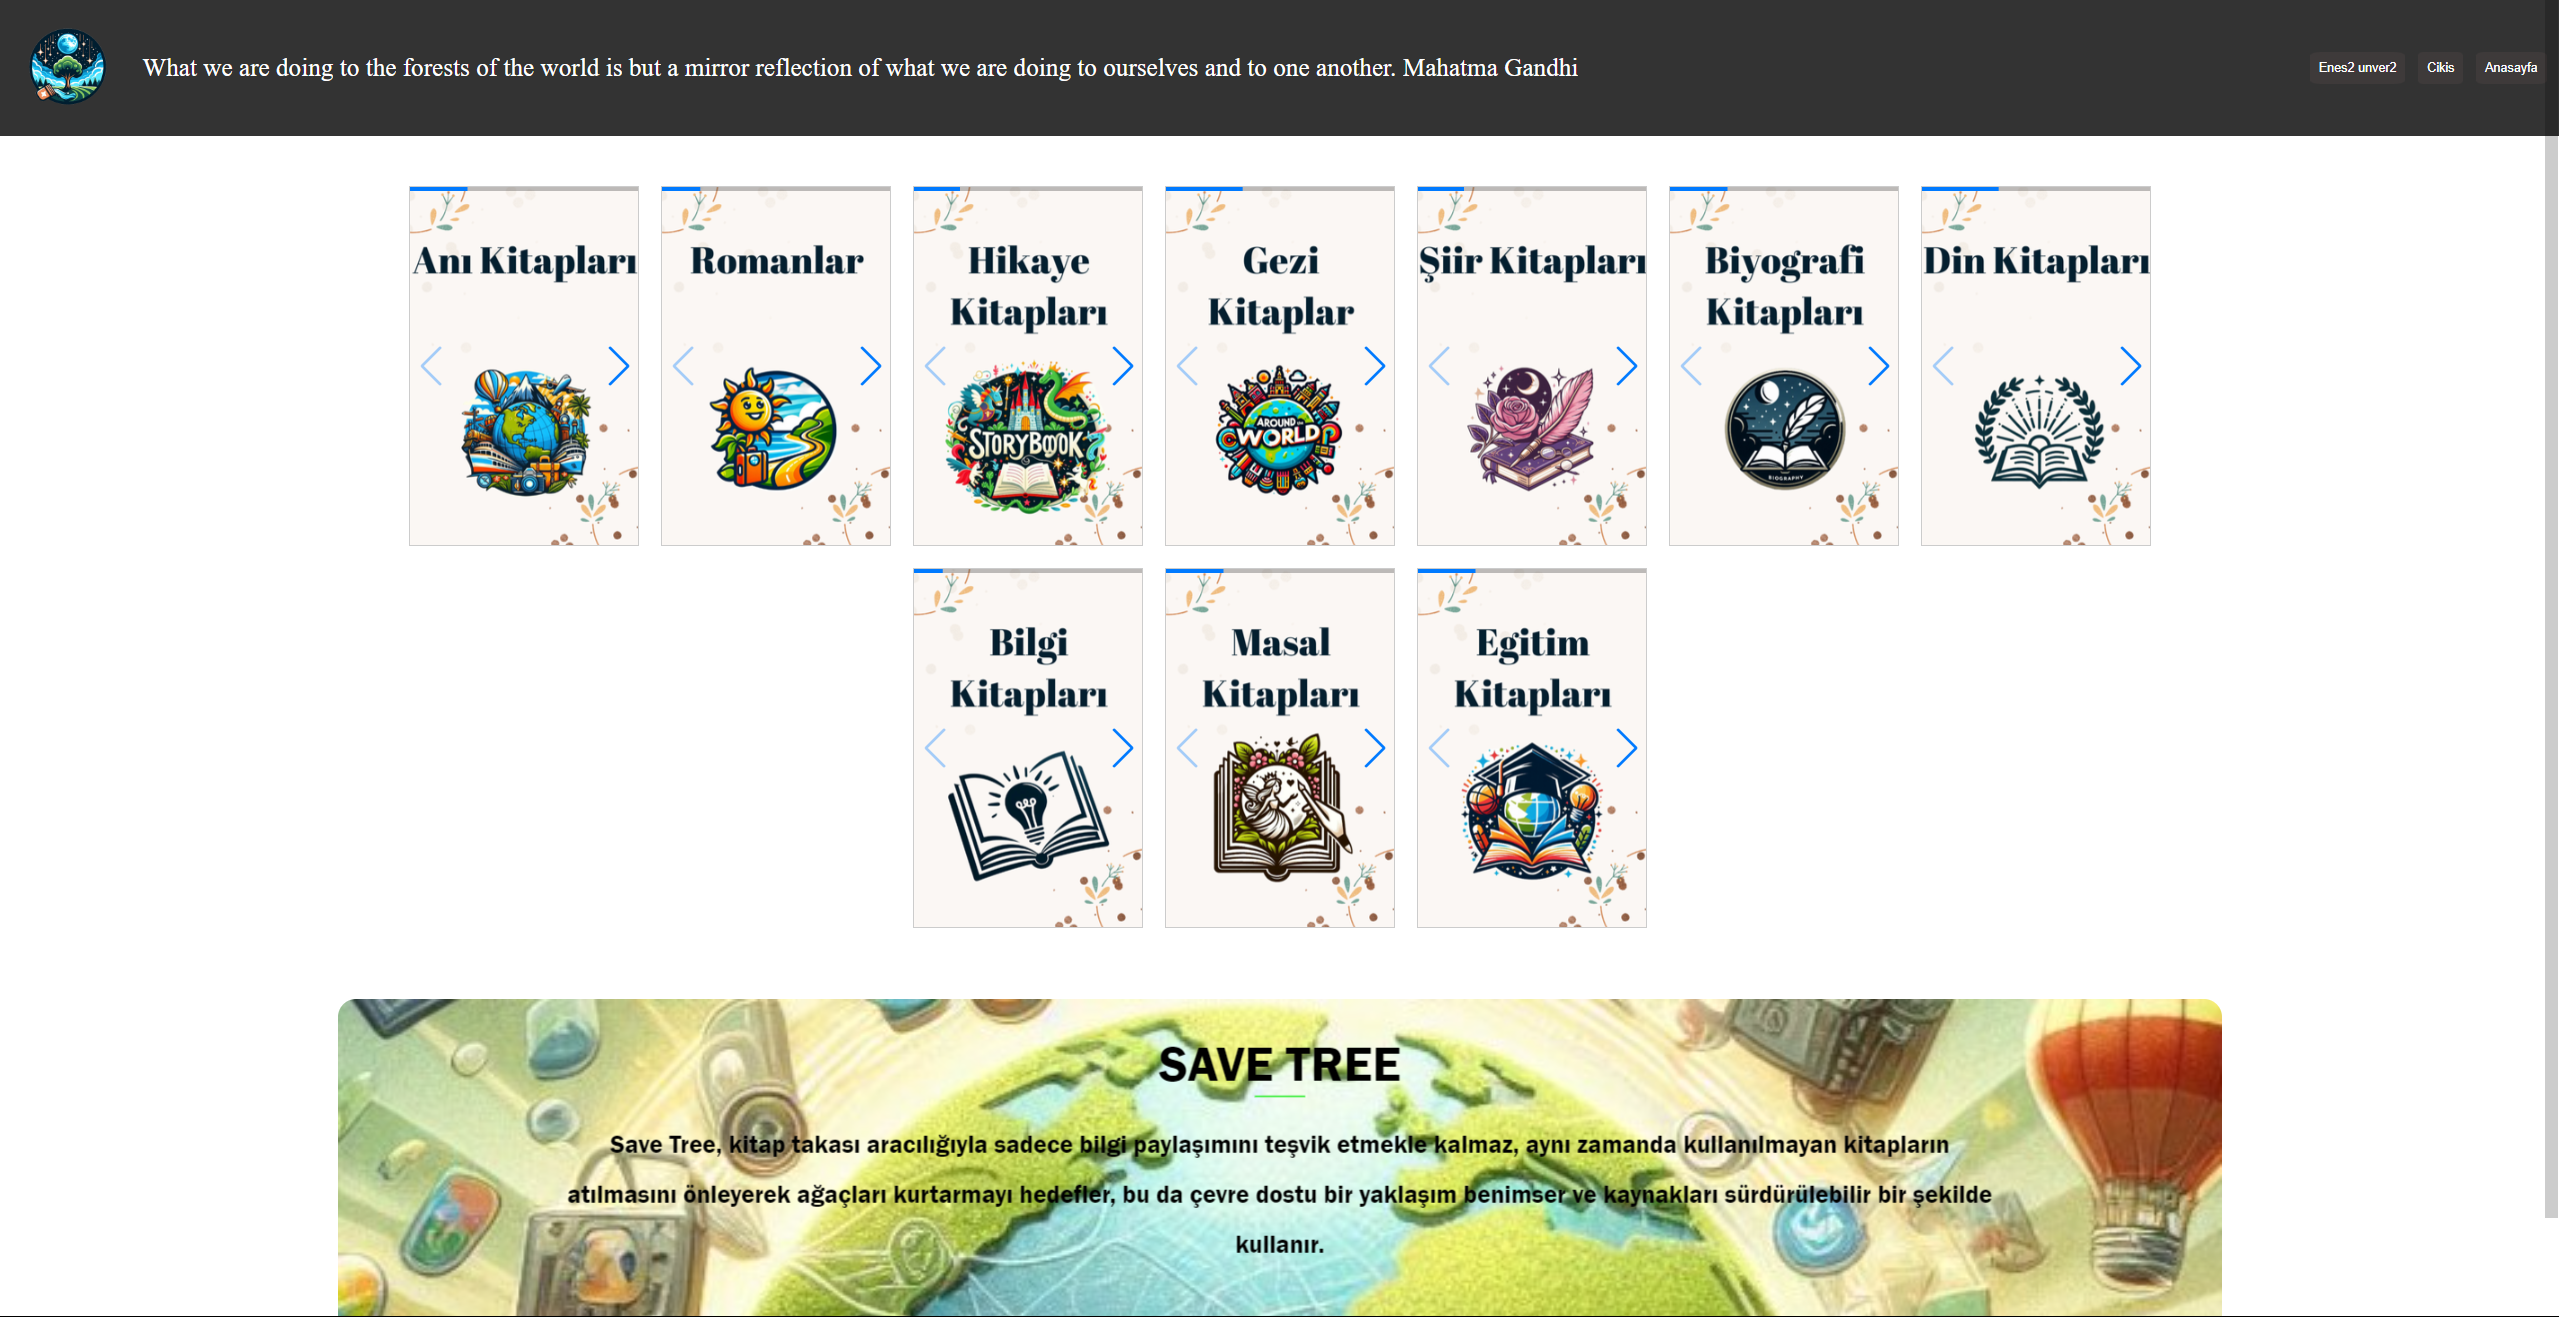 What we are doing to the forests of the world is but a mirror reflection of what we are doing to ourselves and to one another. Mahatma Gandhi
Enes2 unver2
Cikis
Anasayfa
Anı Kitapları
Romanlar
Hikaye
Kitapları
STORYBOOK
Gezi
Kitaplar
AROUND the
WORLD
Şiir Kitapları
Biyografi
Kitapları
BIOGRAPHY
Din Kitapları
Bilgi
Kitapları
Masal
Kitapları
Egitim
Kitapları
SAVE TREE
Save Tree, kitap takası aracılığıyla sadece bilgi paylaşımını teşvik etmekle kalmaz, aynı zamanda kullanılmayan kitapların
atılmasını önleyerek ağaçları kurtarmayı hedefler, bu da çevre dostu bir yaklaşım benimser ve kaynakları sürdürülebilir bir şekilde
kullanır.